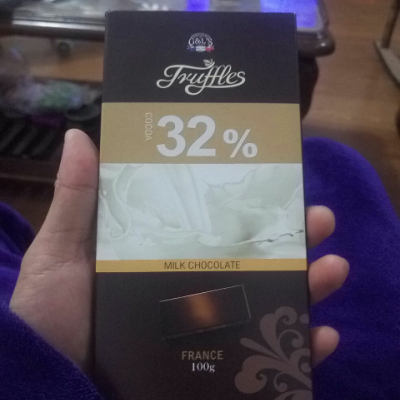 Truffles
COCOA
32%
MILK CHOCOLATE
FRANCE
100g